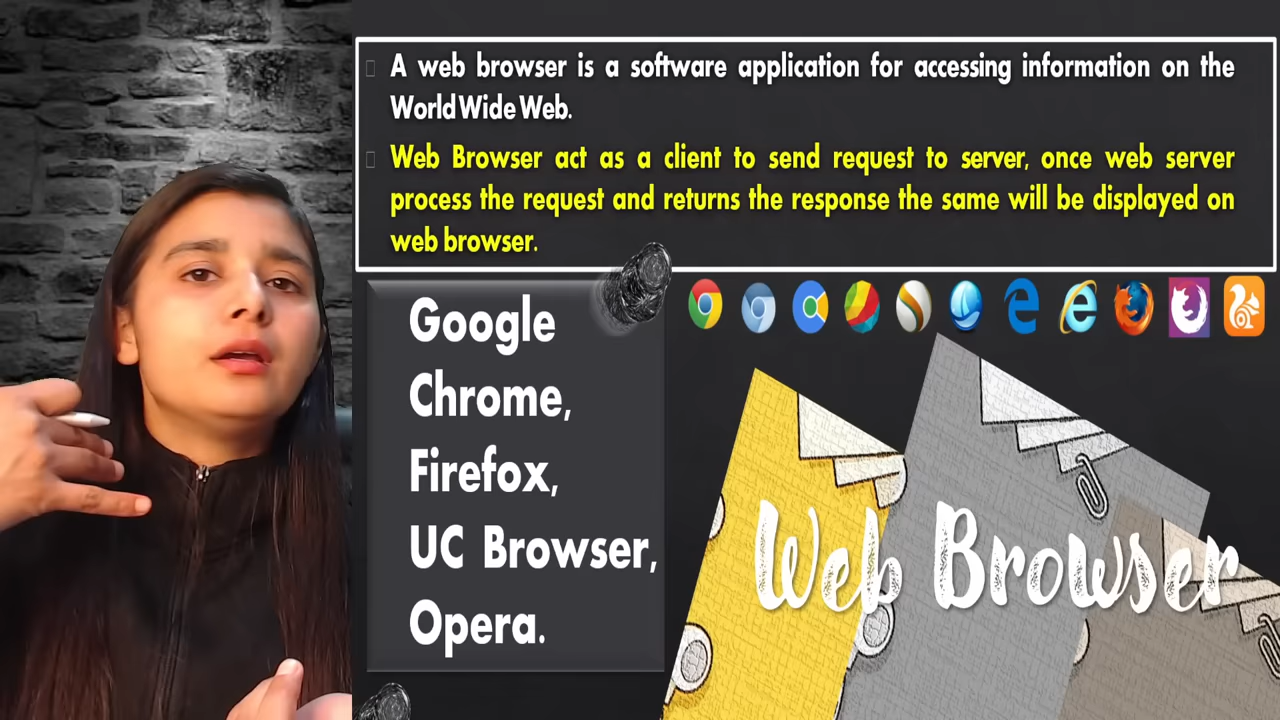 A web browser is a software application for accessing information on the
World Wide Web.
Web Browser act as a client to send request to server, once web server
process the request and returns the response the same will be displayed on
web browser.
Google
Chrome,
Firefox,
UC Browser,
Opera.
Web Browser